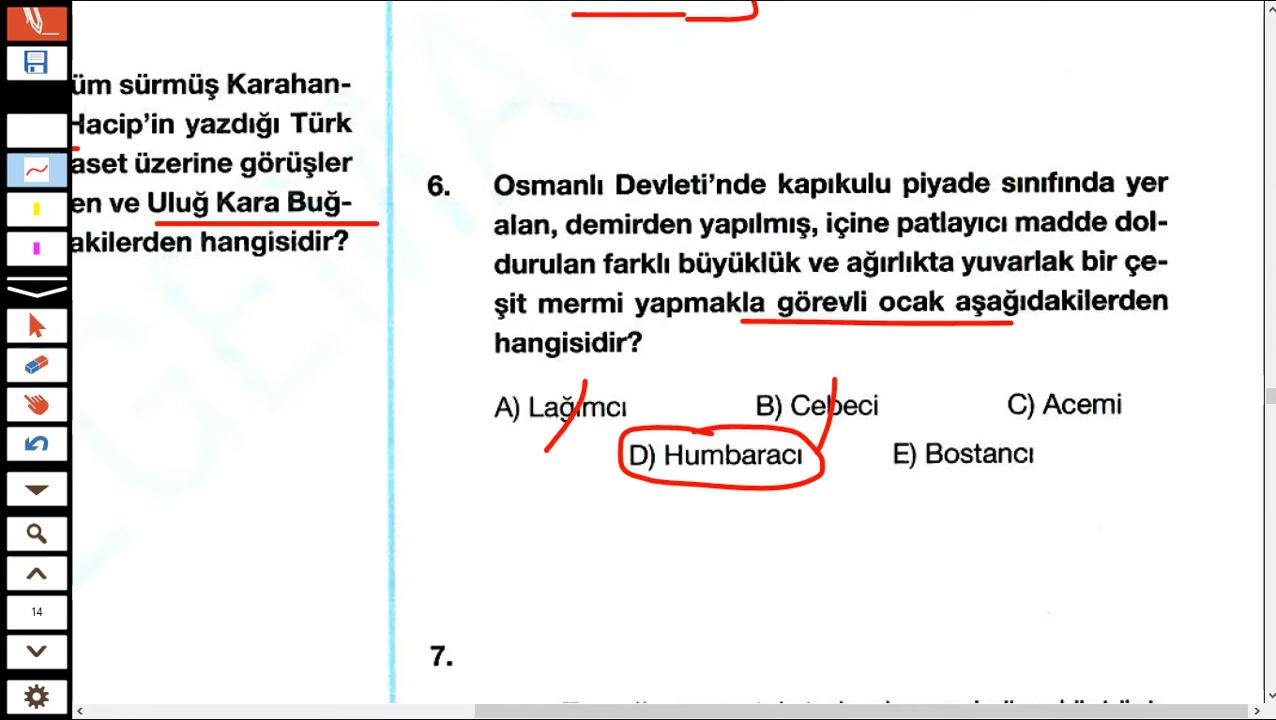 üm sürmüş Karahan-
Hacip’in yazdığı Türk
aset üzerine görüşler
en ve Uluğ Kara Buğ-
akilerden hangisidir?
6. Osmanlı Devleti’nde kapıkulu piyade sınıfında yer
alan, demirden yapılmış, içine patlayıcı madde dol-
durulan farklı büyüklük ve ağırlıkta yuvarlak bir çe-
şit mermi yapmakla görevli ocak aşağıdakilerden
hangisidir?
A) Lağımcı B) Cebeci C) Acemi
D) Humbaracı E) Bostancı
7.
14